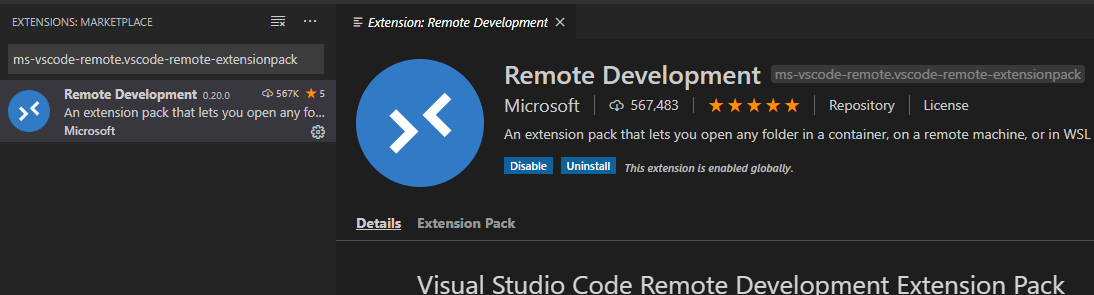 EXTENSIONS: MARKETPLACE
ms-vscode-remote.vscode-remote-extensionpack
Remote Development 0.20.0 567K 5
An extension pack that lets you open any fo...
Microsoft
Extension: Remote Development
Remote Development ms-vscode-remote.vscode-remote-extensionpack
Microsoft 567,483 Repository License
An extension pack that lets you open any folder in a container, on a remote machine, or in WSL
Disable Uninstall This extension is enabled globally.
Details Extension Pack
Visual Studio Code Remote Development Extension Pack